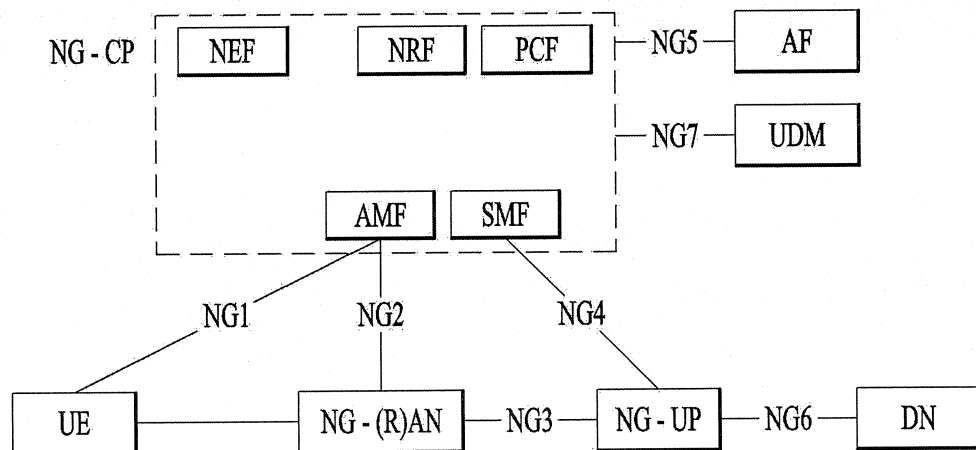 NG - CP
NEF
NRF
PCF
NG5
AF
NG7
UDM
AMF
SMF
NG1
NG2
NG4
UE
NG - (R)AN
NG3
NG - UP
NG6
DN